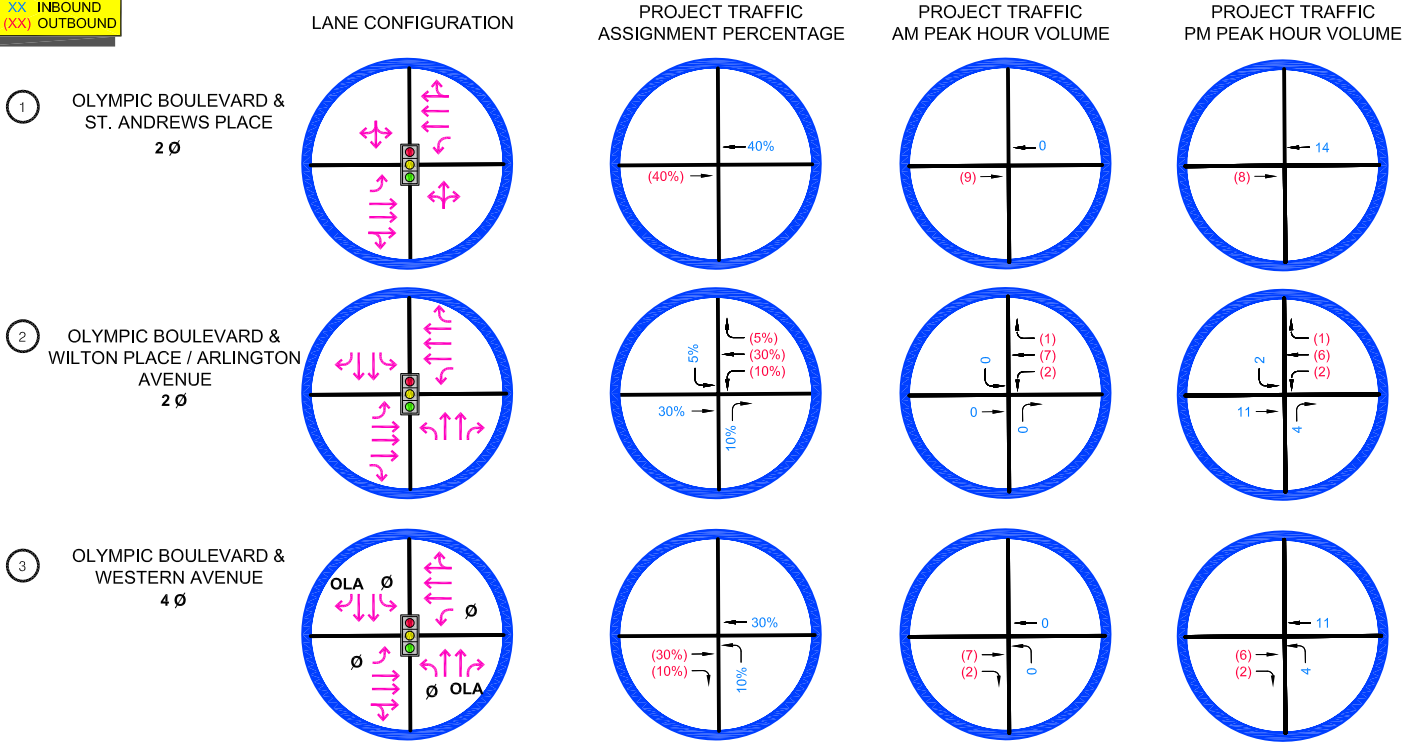 XX INBOUND
(XX) OUTBOUND
LANE CONFIGURATION
PROJECT TRAFFIC
ASSIGNMENT PERCENTAGE
PROJECT TRAFFIC
AM PEAK HOUR VOLUME
PROJECT TRAFFIC
PM PEAK HOUR VOLUME
1
OLYMPIC BOULEVARD &
ST. ANDREWS PLACE
2 Ø
40%
(40%)
0
(9)
14
(8)
2
OLYMPIC BOULEVARD &
WILTON PLACE / ARLINGTON
AVENUE
2 Ø
5%
(5%)
(30%)
(10%)
30%
10%
0
(1)
(7)
(2)
0
0
2
(1)
(6)
(2)
11
4
3
OLYMPIC BOULEVARD &
WESTERN AVENUE
4 Ø
OLA Ø
Ø
Ø
Ø OLA
30%
(30%)
(10%)
10%
0
(7)
(2)
0
11
(6)
(2)
4